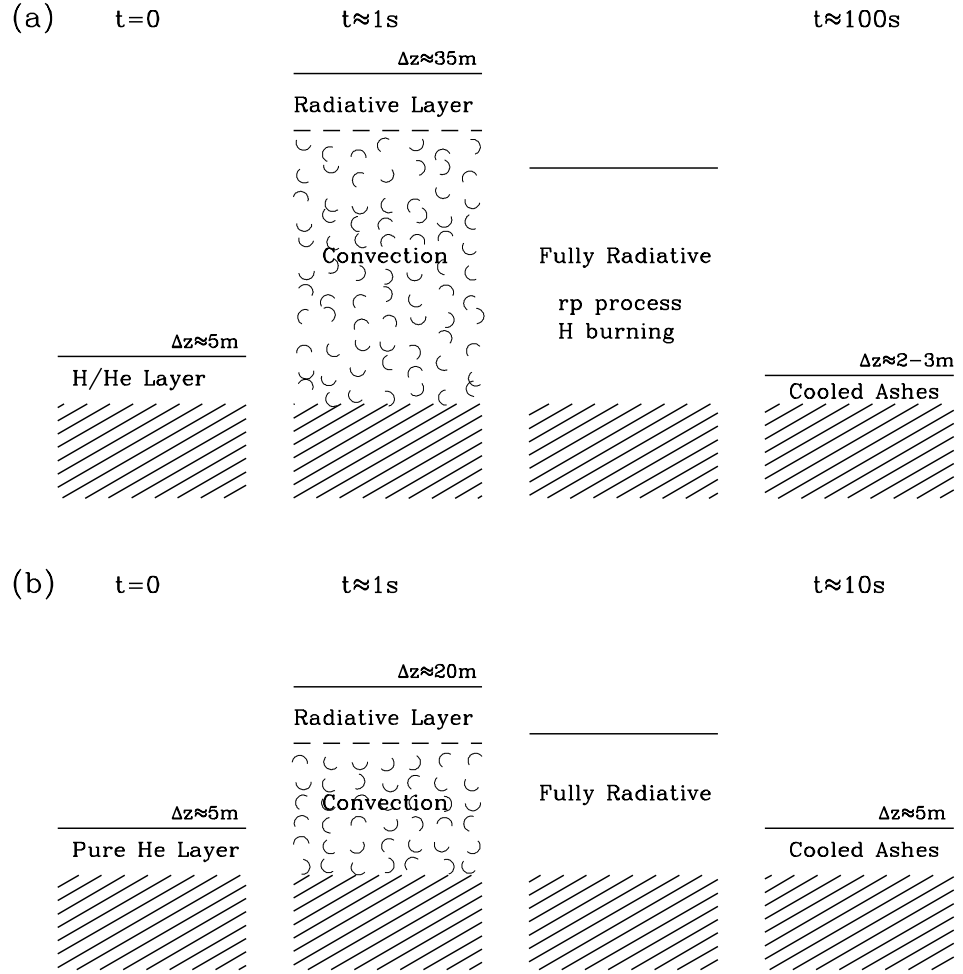 (a) t=0 t≈1s t≈100s
Δz≈35m
Radiative Layer
Convection
Fully Radiative
rp process
H burning
Δz≈5m
H/He Layer
Δz≈2−3m
Cooled Ashes
(b) t=0 t≈1s t≈10s
Δz≈20m
Radiative Layer
Convection
Fully Radiative
Δz≈5m
Pure He Layer
Δz≈5m
Cooled Ashes